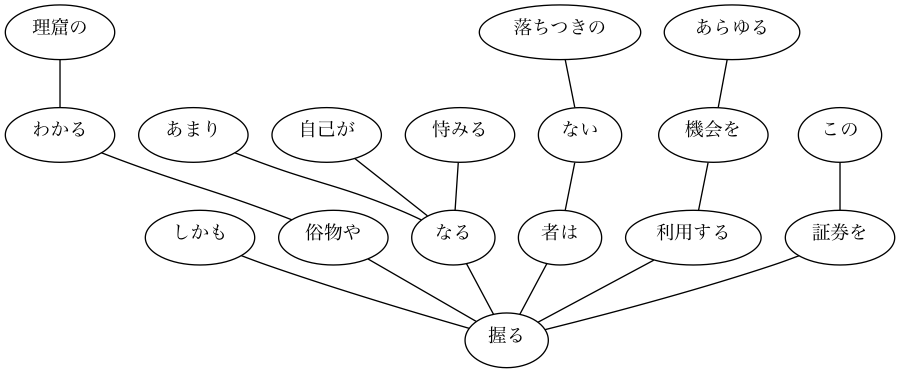 理窟の
落ちつきの
あらゆる
わかる
あまり
自己が
恃みる
ない
機会を
この
しかも
俗物や
なる
者は
利用する
証券を
握る